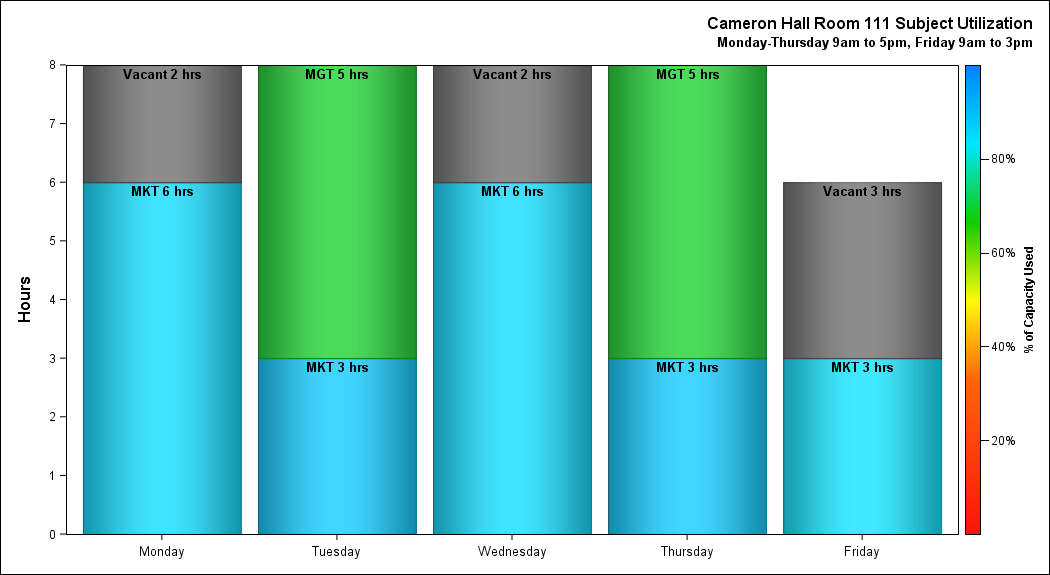 Cameron Hall Room 111 Subject Utilization
Monday-Thursday 9am to 5pm, Friday 9am to 3pm
Hours
8
7
6
5
4
3
2
1
0
Vacant 2 hrs
MKT 6 hrs
MGT 5 hrs
MKT 3 hrs
Vacant 2 hrs
MKT 6 hrs
MGT 5 hrs
MKT 3 hrs
Vacant 3 hrs
MKT 3 hrs
Monday
Tuesday
Wednesday
Thursday
Friday
80%
60%
40%
20%
% of Capacity Used